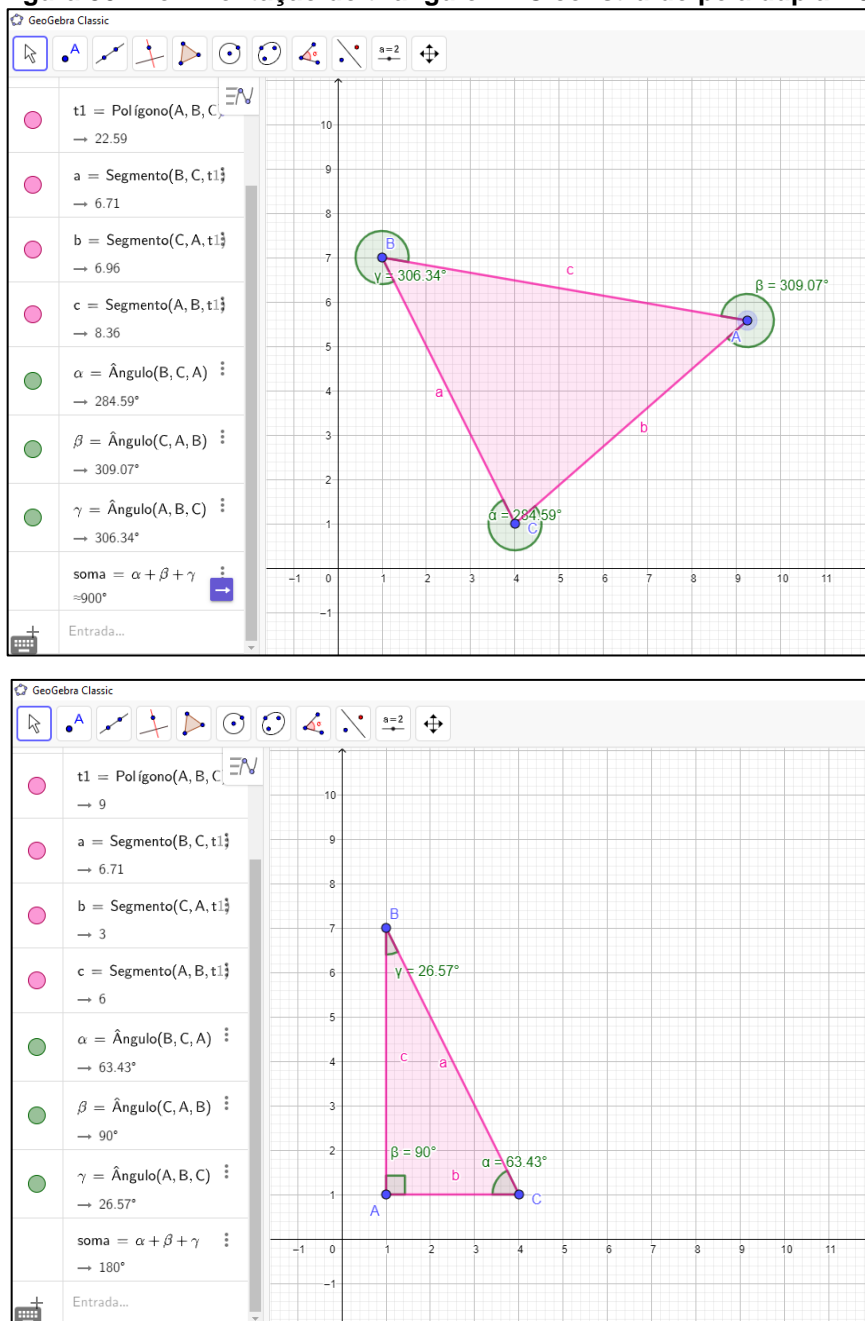 GeoGebra Classic
a=2
t1 = Polígono(A, B, C
→ 22.59
a = Segmento(B, C, t1
→ 6.71
b = Segmento(C, A, t1
→ 6.96
c = Segmento(A, B, t1
→ 8.36
α = Ângulo(B, C, A)
→ 284.59°
β = Ângulo(C, A, B)
→ 309.07°
γ = Ângulo(A, B, C)
→ 306.34°
soma = α + β + γ
≈900°
Entrada...
10
9
8
7
6
5
4
3
2
1
−1
−1 0 1 2 3 4 5 6 7 8 9 10 11
B
γ = 306.34°
c
β = 309.07°
A
a
b
α = 284.59°
C
GeoGebra Classic
a=2
t1 = Polígono(A, B, C
→ 9
a = Segmento(B, C, t1
→ 6.71
b = Segmento(C, A, t1
→ 3
c = Segmento(A, B, t1
→ 6
α = Ângulo(B, C, A)
→ 63.43°
β = Ângulo(C, A, B)
→ 90°
γ = Ângulo(A, B, C)
→ 26.57°
soma = α + β + γ
→ 180°
Entrada...
10
9
8
7
6
5
4
3
2
1
−1
−1 0 1 2 3 4 5 6 7 8 9 10 11
B
γ = 26.57°
c
a
β = 90°
α = 63.43°
b
A
C